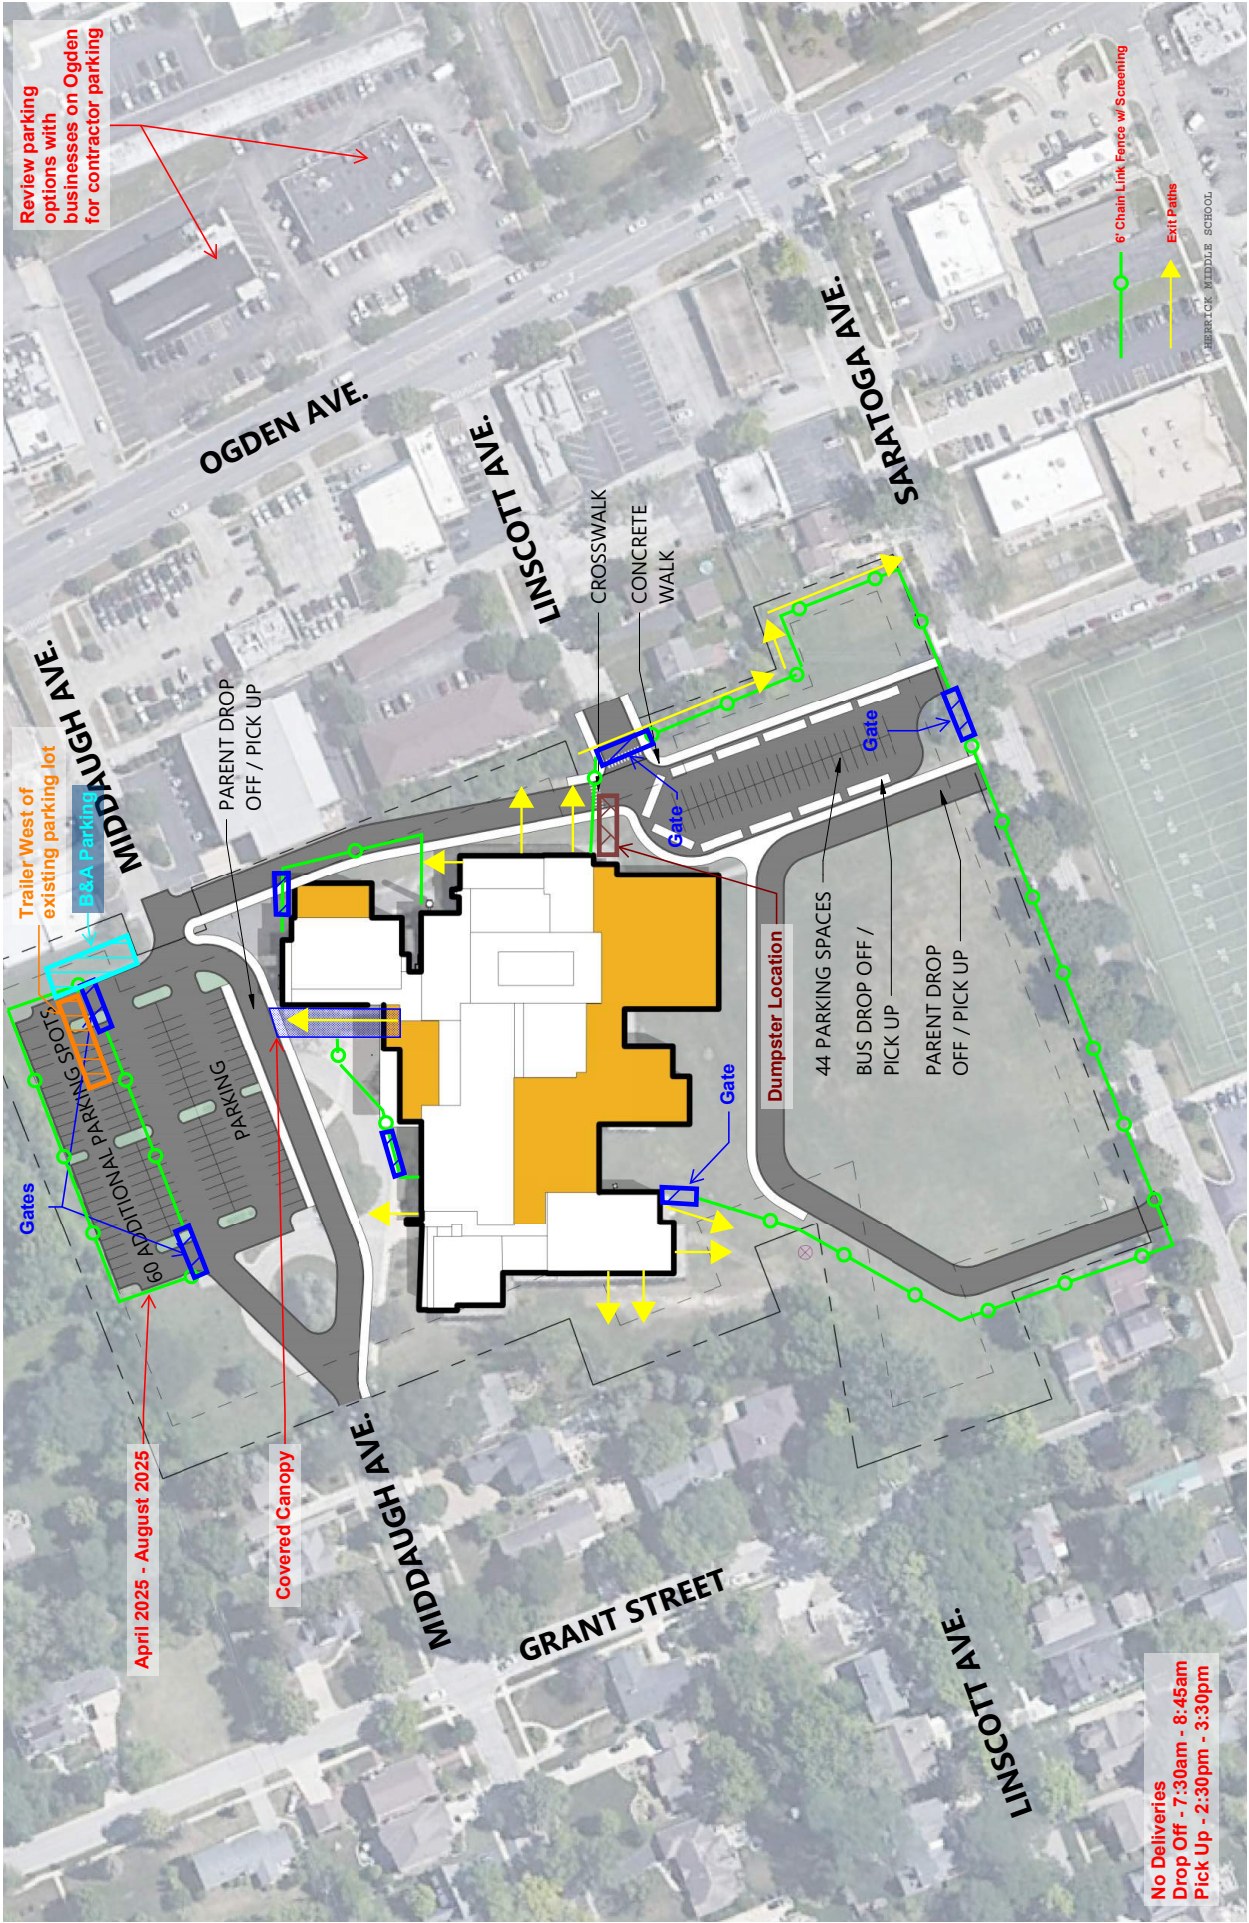 Review parking
options with
businesses on Ogden
for contractor parking
6' Chain Link Fence w/ Screening
Exit Paths
HERRICK MIDDLE SCHOOL
OGDEN AVE.
SARATOGA AVE.
LINSCOTT AVE.
CROSSWALK
CONCRETE
WALK
MIDDAUGH AVE.
Trailer West of
existing parking lot
B&A Parking
PARENT DROP
OFF / PICK UP
Gate
Gate
60 ADDITIONAL PARKING SPOTS
PARKING
Gates
Dumpster Location
44 PARKING SPACES
BUS DROP OFF /
PICK UP
PARENT DROP
OFF / PICK UP
Gate
April 2025 - August 2025
Covered Canopy
MIDDAUGH AVE.
GRANT STREET
LINSCOTT AVE.
No Deliveries
Drop Off - 7:30am - 8:45am
Pick Up - 2:30pm - 3:30pm